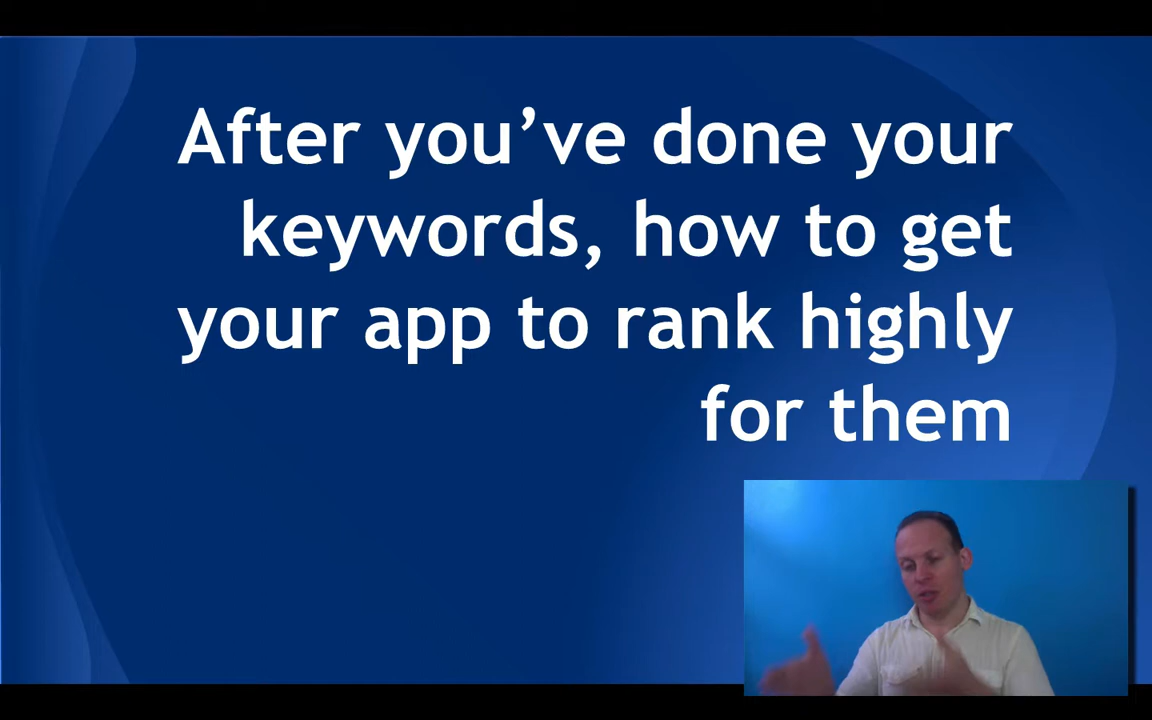 After you’ve done your
keywords, how to get
your app to rank highly
for them